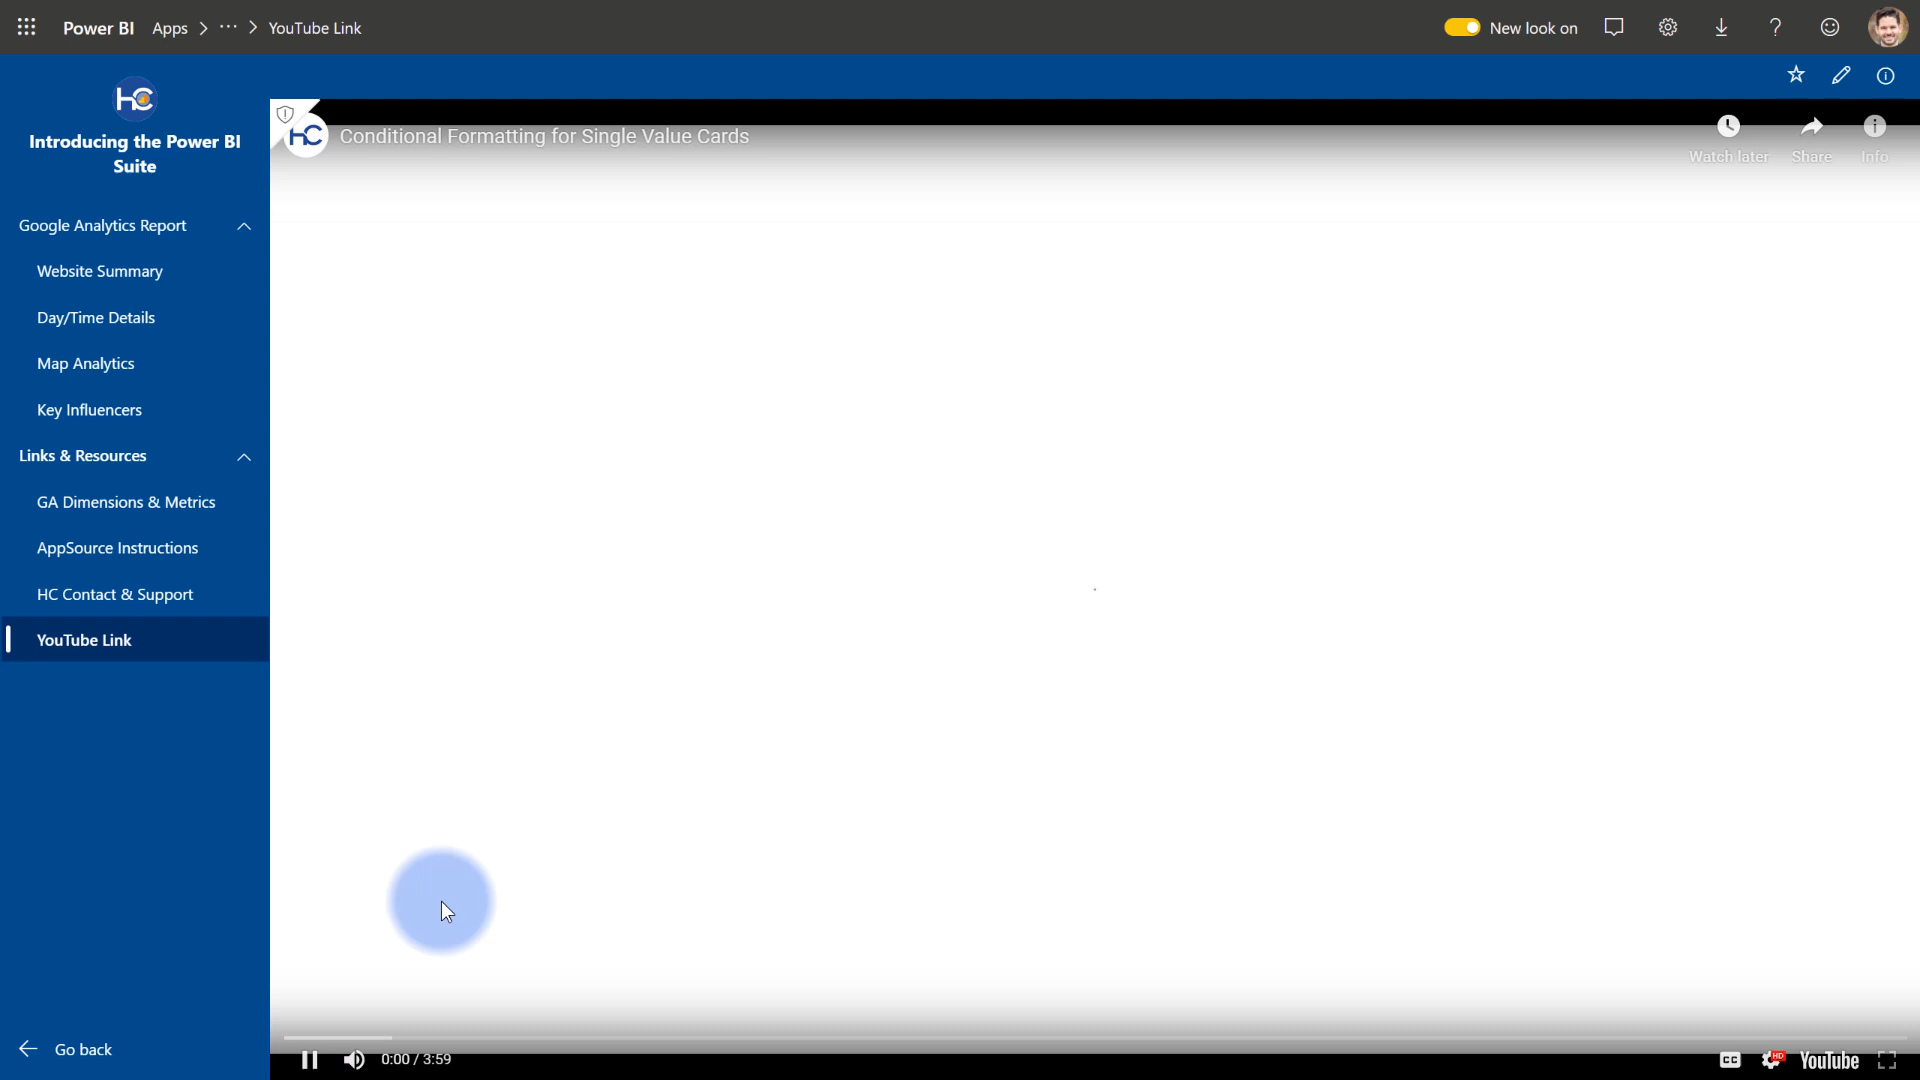 Power BI Apps YouTube Link
New look on
HC
Introducing the Power BI
Suite
Google Analytics Report
Website Summary
Day/Time Details
Map Analytics
Key Influencers
Links & Resources
GA Dimensions & Metrics
AppSource Instructions
HC Contact & Support
YouTube Link
Go back
HC Conditional Formatting for Single Value Cards
Watch later Share Info
0:00 / 3:59
CC HD YouTube